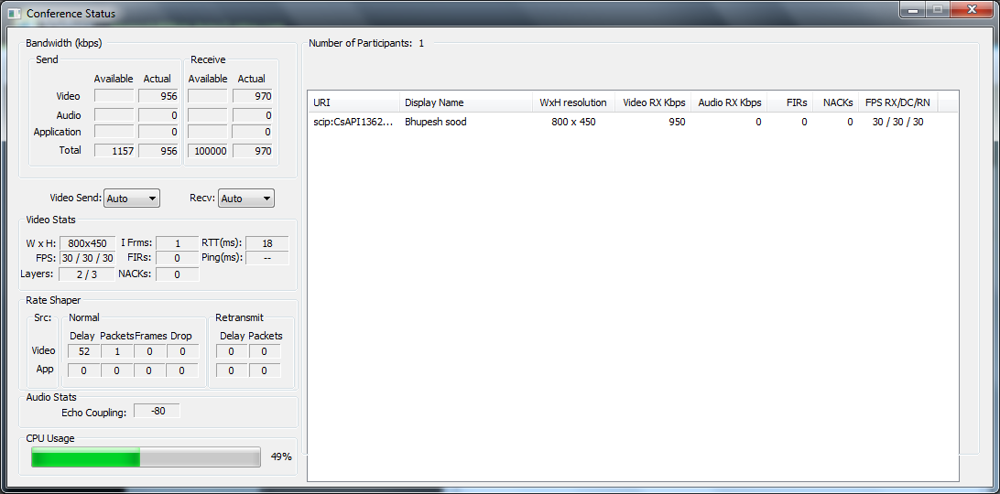 Conference Status
Bandwidth (kbps)
Send Receive
Available Actual Available Actual
Video 956 970
Audio 0 0
Application 0 0
Total 1157 956 100000 970
Video Send: Auto Recv: Auto
Video Stats
W x H: 800x450 I Frms: 1 RTT(ms): 18
FPS: 30 / 30 / 30 FIRs: 0 Ping(ms): --
Layers: 2 / 3 NACKs: 0
Rate Shaper
Src: Normal Retransmit
Delay Packets Frames Drop Delay Packets
Video 52 1 0 0 0 0
App 0 0 0 0 0 0
Audio Stats
Echo Coupling: -80
CPU Usage
49%
Number of Participants: 1
URI Display Name WxH resolution Video RX Kbps Audio RX Kbps FIRs NACKs FPS RX/DC/RN
scip:CsAPI1362... Bhupesh sood 800 x 450 950 0 0 0 30 / 30 / 30